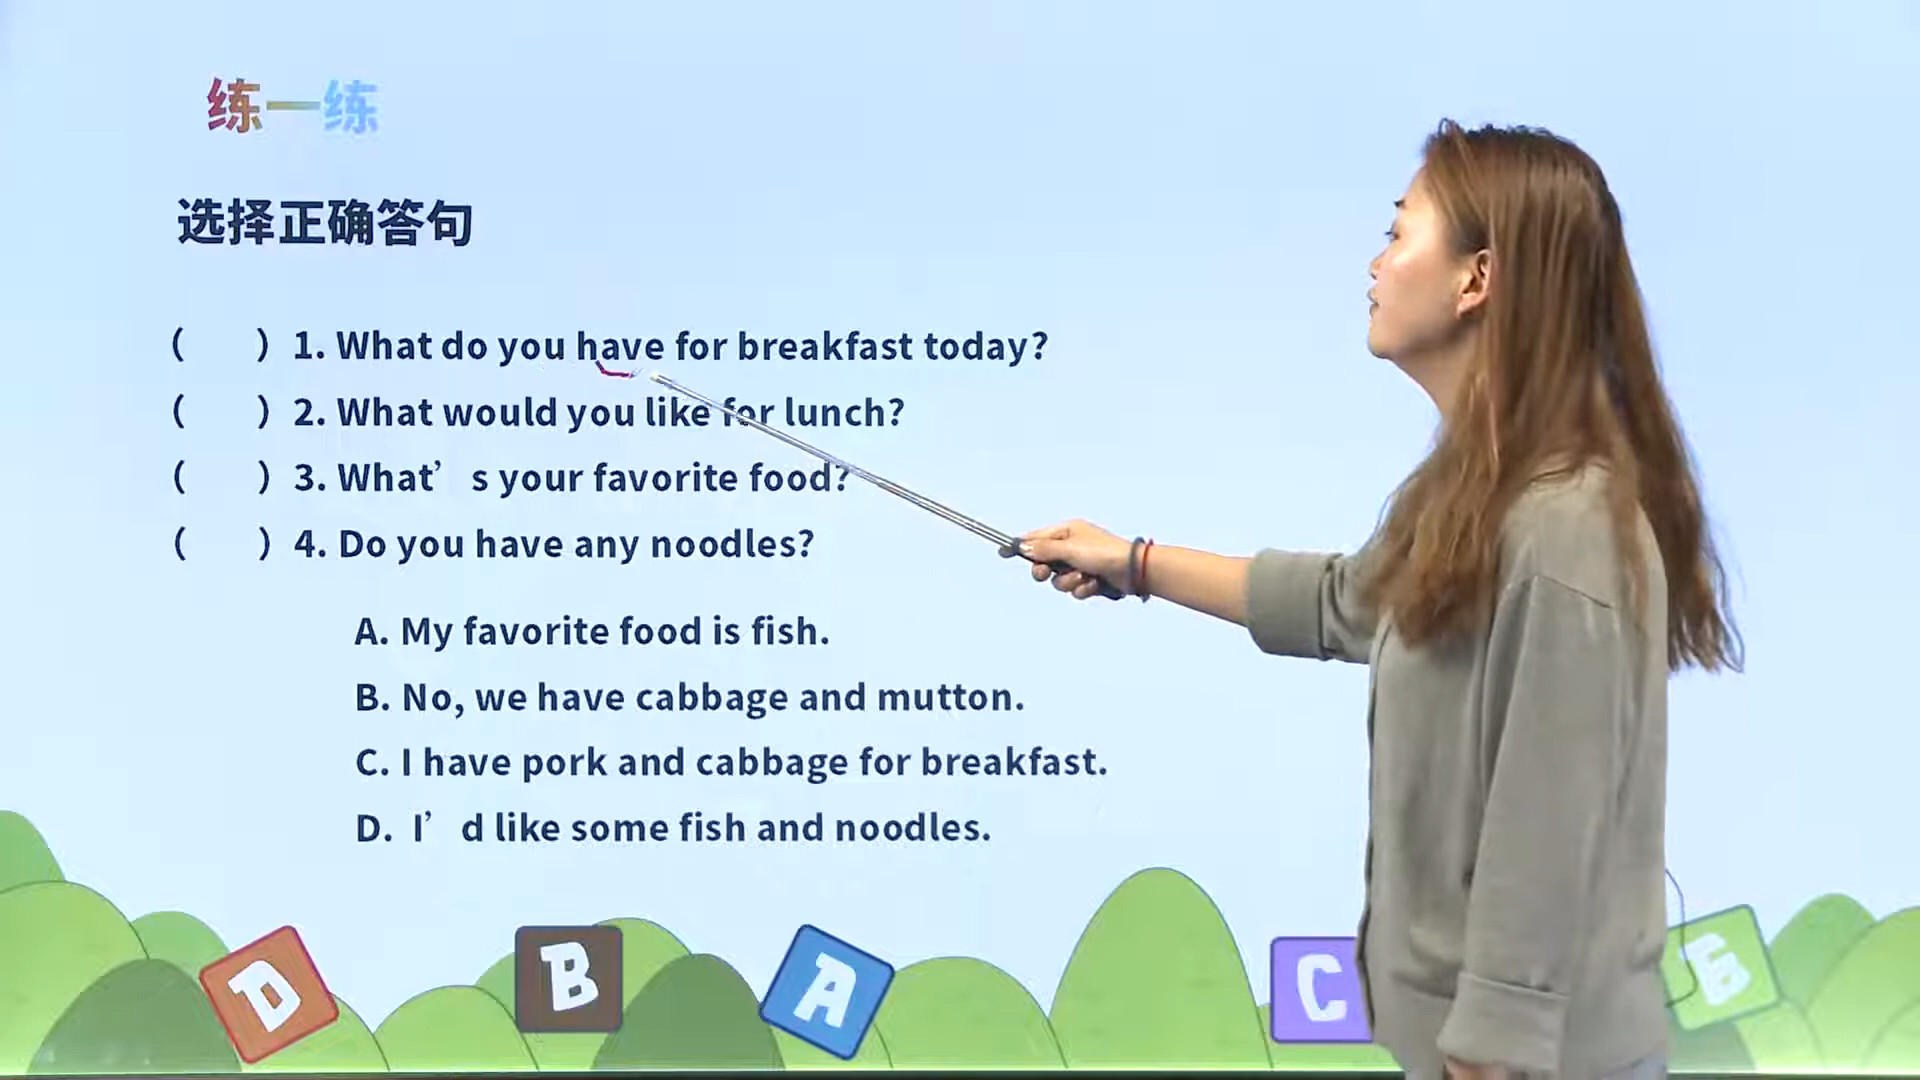 练一练
选择正确答句
（　　）1. What do you have for breakfast today?
（　　）2. What would you like for lunch?
（　　）3. What’s your favorite food?
（　　）4. Do you have any noodles?
A. My favorite food is fish.
B. No, we have cabbage and mutton.
C. I have pork and cabbage for breakfast.
D. I’d like some fish and noodles.
D B A C